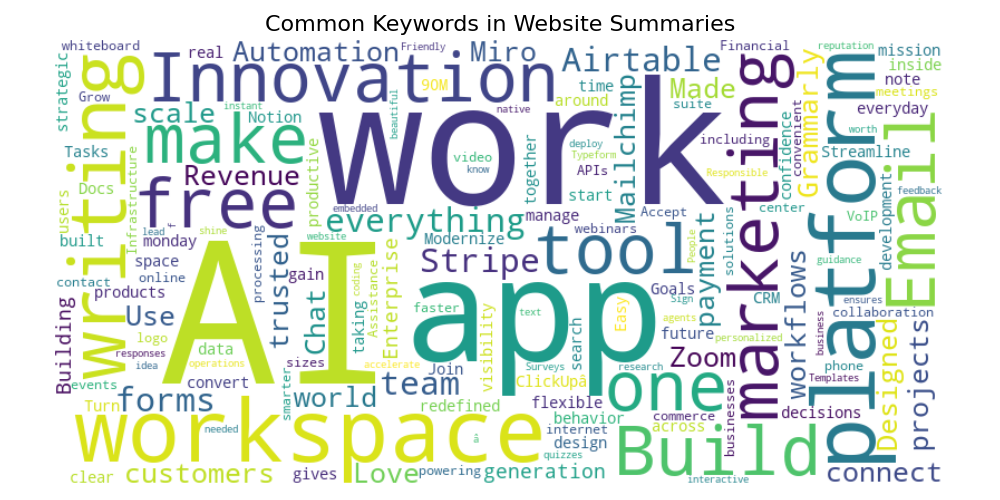 Common Keywords in Website Summaries
whiteboard
real
Automation
Friendly
Miro
Airtable
Financial
reputation
mission
strategic
writing
Innovation
90M
work
time
Made
marketing
Grammarly
platform
inside
note
meetings
Grow
scale
instant
Notion
beautiful
native
around
suite
everyday
Email
make
Tasks
productive
video
know
together
deploy
Typeform
APIs
Mailchimp
including
convenient
confidence
worth
Streamline
Docs
Infrastructure
free
Revenue
start
Responsible
feedback
users
f
lead
shine
embedded
everything
manage
Accept
center
VoIP
development
built
monday
website
Modernize
webinars
payment
solutions
contact
space
processing
trusted
AI
Chat
coding
Assistance
Enterprise
Stripe
tool
Goals
CRM
guidance
online
gain
app
People
Sign
workflows
products
Use
sizes
taking
faster
visibility
text
search
Easy
future
agents
personalized
ensures
collaboration
Building
logo
data
responses
idea
operations
accelerate
Join
Surveys
research
Zoom
business
Templates
phone
Designed
projects
events
convert
team
ClickUpâ
one
businesses
Turn
forms
smarter
world
redefined
flexible
behavior
commerce
decisions
workspace
needed
â¢
internet
design
across
quizzes
Build
clear
customers
gives
Love
powering
generation
interactive
connect